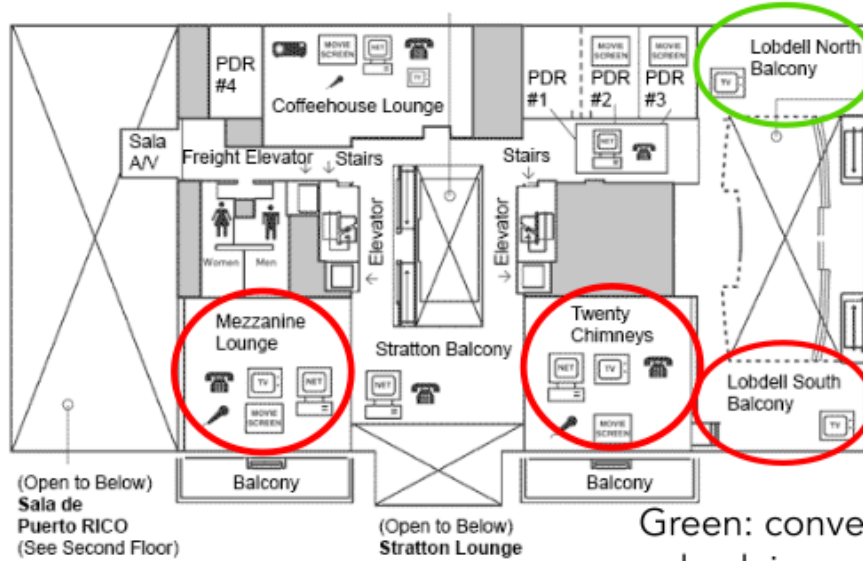 Lobdell North
Balcony
TV
MOVIE
SCREEN
NET
TV
Coffeehouse Lounge
PDR
#4
PDR
#1
MOVIE
SCREEN
PDR
#2
MOVIE
SCREEN
PDR
#3
NET
Sala
A/V
Freight Elevator
Stairs
Stairs
Elevator
Elevator
Women
Men
Mezzanine
Lounge
TV
NET
MOVIE
SCREEN
Stratton Balcony
NET
Twenty
Chimneys
NET
TV
MOVIE
SCREEN
Lobdell South
Balcony
TV
Balcony
Balcony
(Open to Below)
Sala de
Puerto RICO
(See Second Floor)
(Open to Below)
Stratton Lounge
Green: conve